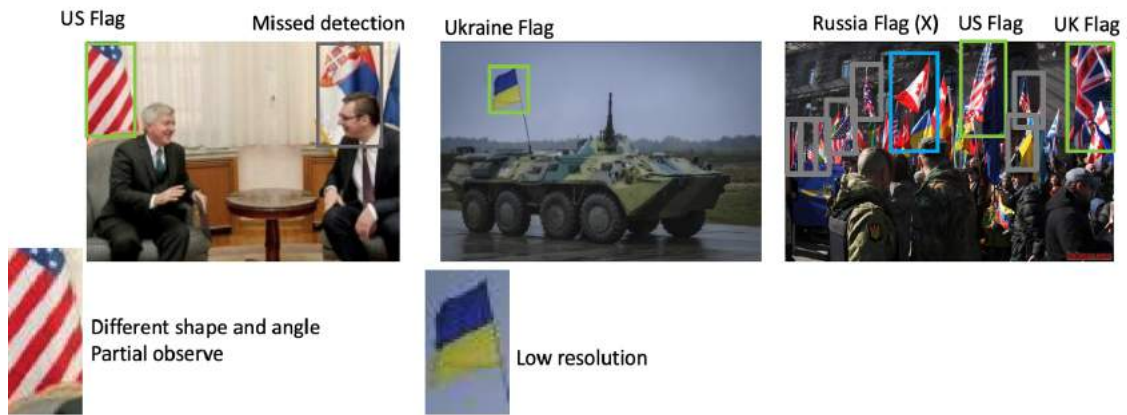 US Flag
Missed detection
Ukraine Flag
Russia Flag (X)
US Flag
UK Flag
Different shape and angle
Partial observe
Low resolution